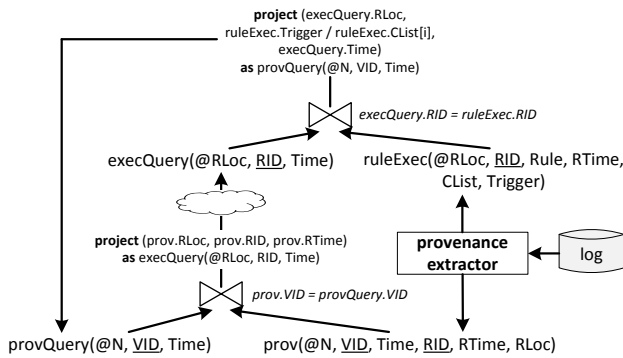 project (execQuery.RLoc,
ruleExec.Trigger / ruleExec.CList[i],
execQuery.Time)
as provQuery(@N, VID, Time)
execQuery.RID = ruleExec.RID
execQuery(@RLoc, RID, Time)
ruleExec(@RLoc, RID, Rule, RTime,
CList, Trigger)
project (prov.RLoc, prov.RID, prov.RTime)
as execQuery(@RLoc, RID, Time)
provenance
extractor
log
prov.VID = provQuery.VID
provQuery(@N, VID, Time)
prov(@N, VID, Time, RID, RTime, RLoc)